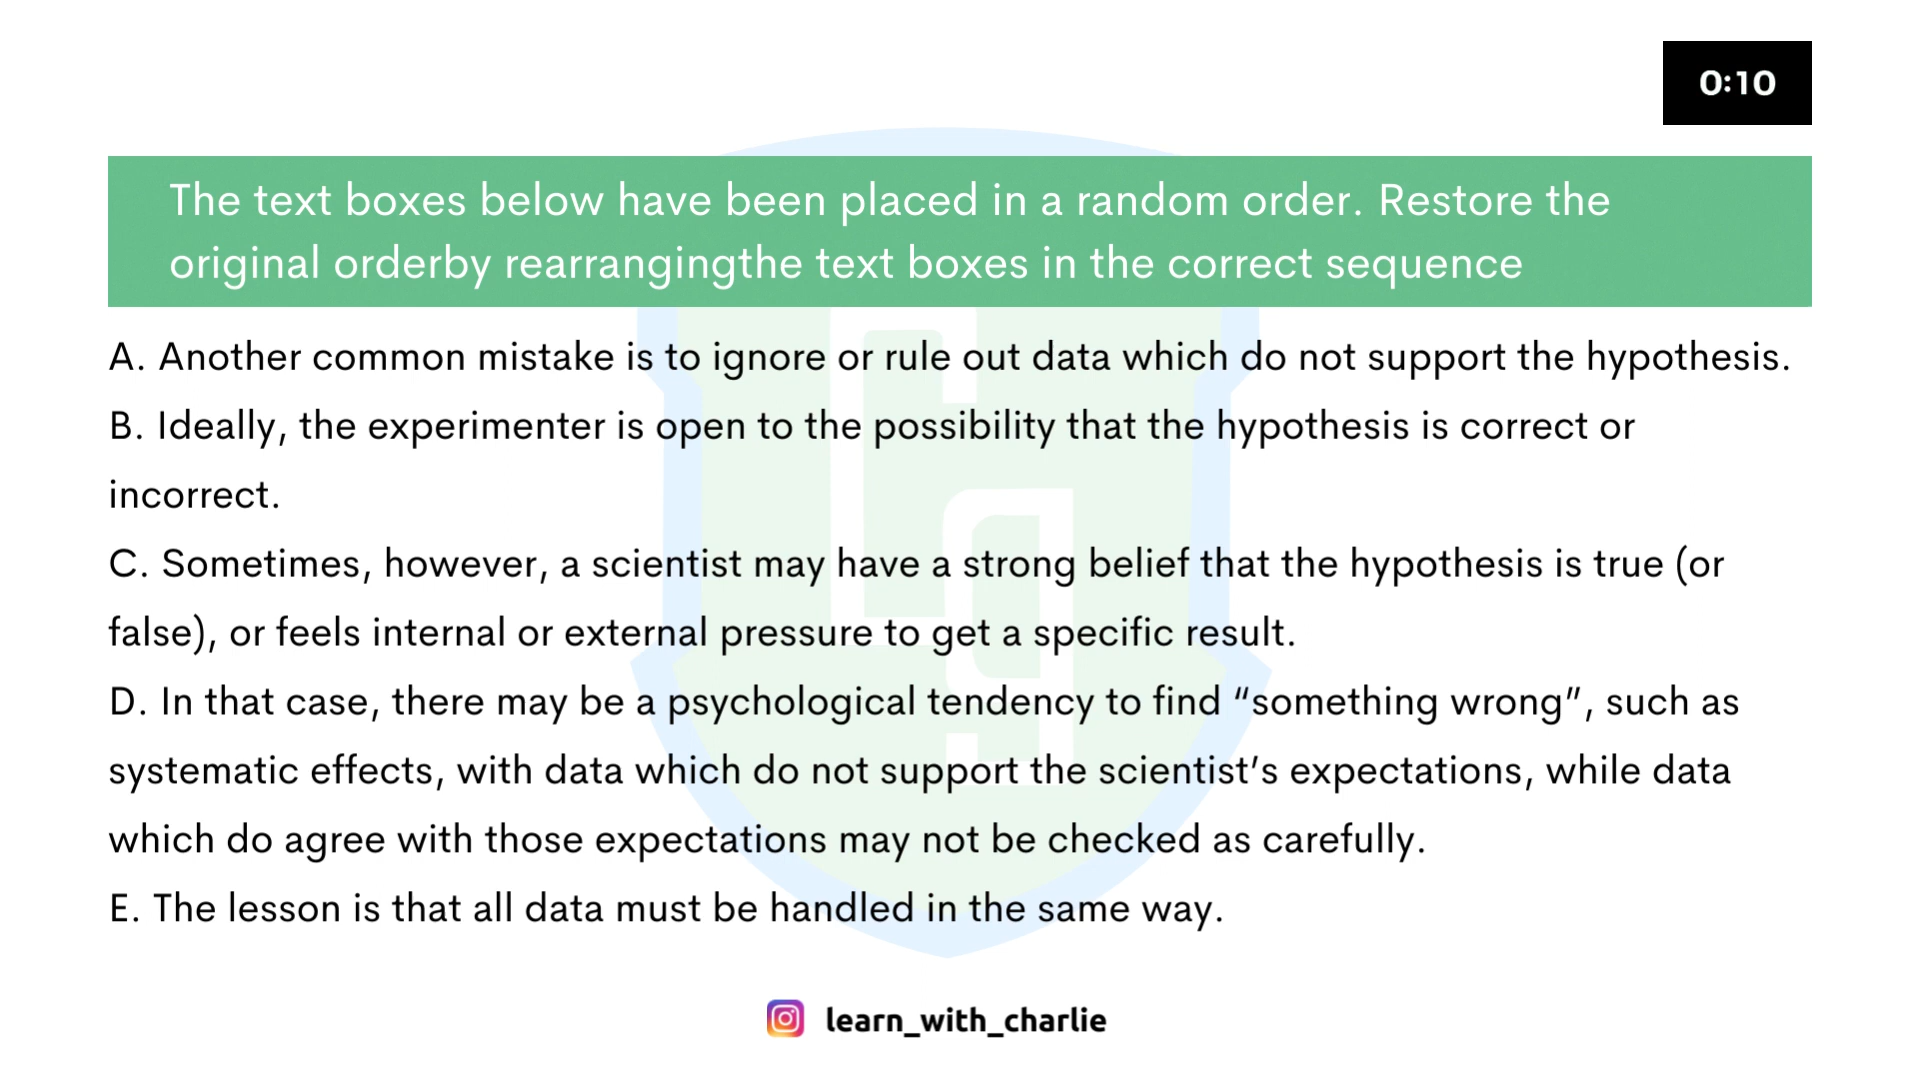 0:10
The text boxes below have been placed in a random order. Restore the
original orderby rearrangingthe text boxes in the correct sequence
A. Another common mistake is to ignore or rule out data which do not support the hypothesis.
B. Ideally, the experimenter is open to the possibility that the hypothesis is correct or
incorrect.
C. Sometimes, however, a scientist may have a strong belief that the hypothesis is true (or
false), or feels internal or external pressure to get a specific result.
D. In that case, there may be a psychological tendency to find “something wrong”, such as
systematic effects, with data which do not support the scientist’s expectations, while data
which do agree with those expectations may not be checked as carefully.
E. The lesson is that all data must be handled in the same way.
learn_with_charlie